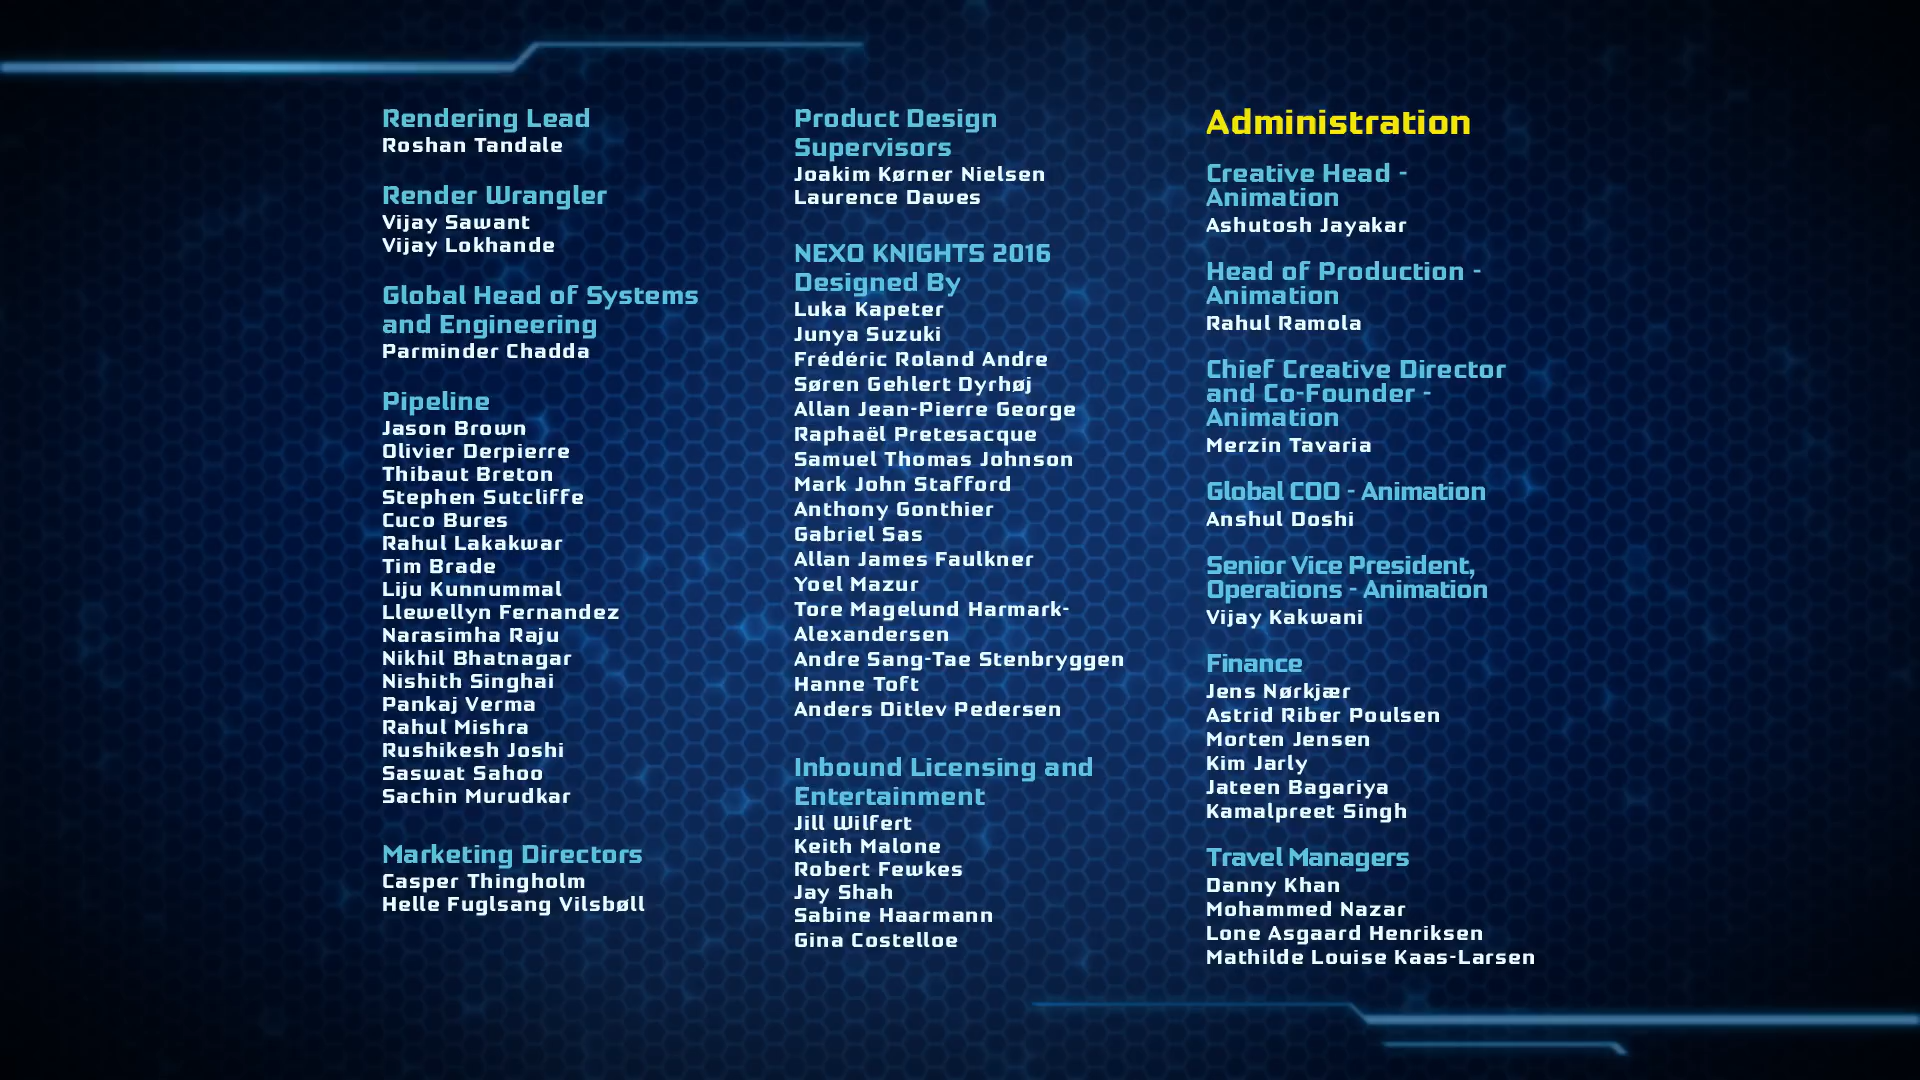 Rendering Lead
Roshan Tandale
Render Wrangler
Vijay Sawant
Vijay Lokhande
Global Head of Systems
and Engineering
Parminder Chadda
Pipeline
Jason Brown
Olivier Derpierre
Thibaut Breton
Stephen Sutcliffe
Cuco Bures
Rahul Lakakwar
Tim Brade
Liju Kunnummal
Llewellyn Fernandez
Narasimha Raju
Nikhil Bhatnagar
Nishith Singhai
Pankaj Verma
Rahul Mishra
Rushikesh Joshi
Saswat Sahoo
Sachin Murudkar
Marketing Directors
Casper Thingholm
Helle Fuglsang Vilsbøll
Product Design
Supervisors
Joakim Kørner Nielsen
Laurence Dawes
NEXO KNIGHTS 2016
Designed By
Luka Kapeter
Junya Suzuki
Frédéric Roland Andre
Søren Gehlert Dyrhøj
Allan Jean-Pierre George
Raphaël Pretesacque
Samuel Thomas Johnson
Mark John Stafford
Anthony Gonthier
Gabriel Sas
Allan James Faulkner
Yoel Mazur
Tore Magelund Harmark-
Alexandersen
Andre Sang-Tae Stenbryggen
Hanne Toft
Anders Ditlev Pedersen
Inbound Licensing and
Entertainment
Jill Wilfert
Keith Malone
Robert Fewkes
Jay Shah
Sabine Haarmann
Gina Costelloe
Administration
Creative Head -
Animation
Ashutosh Jayakar
Head of Production -
Animation
Rahul Ramola
Chief Creative Director
and Co-Founder -
Animation
Merzin Tavaria
Global COO - Animation
Anshul Doshi
Senior Vice President,
Operations - Animation
Vijay Kakwani
Finance
Jens Nørkjær
Astrid Riber Poulsen
Morten Jensen
Kim Jarly
Jateen Bagariya
Kamalpreet Singh
Travel Managers
Danny Khan
Mohammed Nazar
Lone Asgaard Henriksen
Mathilde Louise Kaas-Larsen